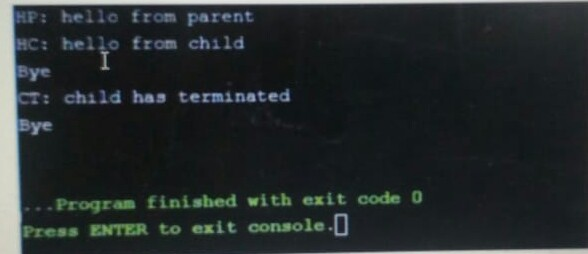 HP: hello from parent
HC: hello from child
Bye
CT: child has terminated
Bye
...Program finished with exit code 0
Press ENTER to exit console.